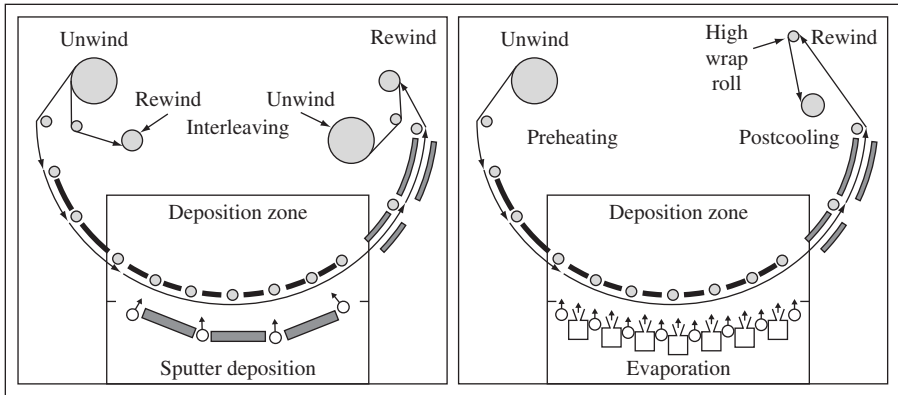 Unwind
Rewind
Rewind
Unwind
Interleaving
Deposition zone
Sputter deposition
Unwind
High
wrap
roll
Rewind
Preheating
Postcooling
Deposition zone
Evaporation